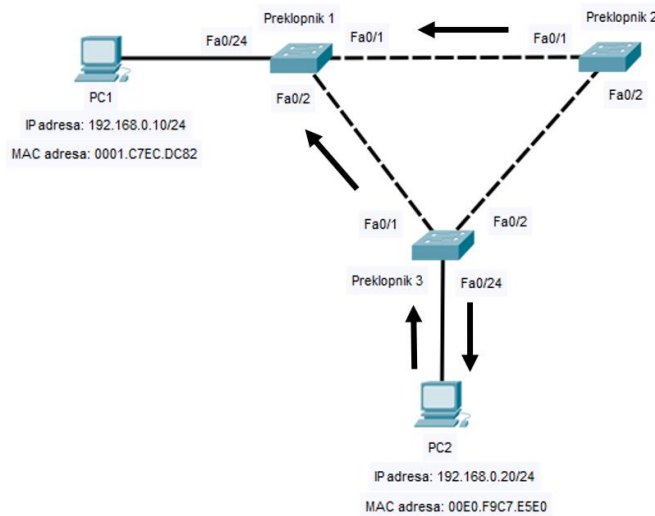 Preklopnik 1
Preklopnik 2
Fa0/24
Fa0/1
Fa0/1
PC1
Fa0/2
Fa0/2
IP adresa: 192.168.0.10/24
MAC adresa: 0001.C7EC.DC82
Fa0/1
Fa0/2
Preklopnik 3
Fa0/24
PC2
IP adresa: 192.168.0.20/24
MAC adresa: 00E0.F9C7.E5E0